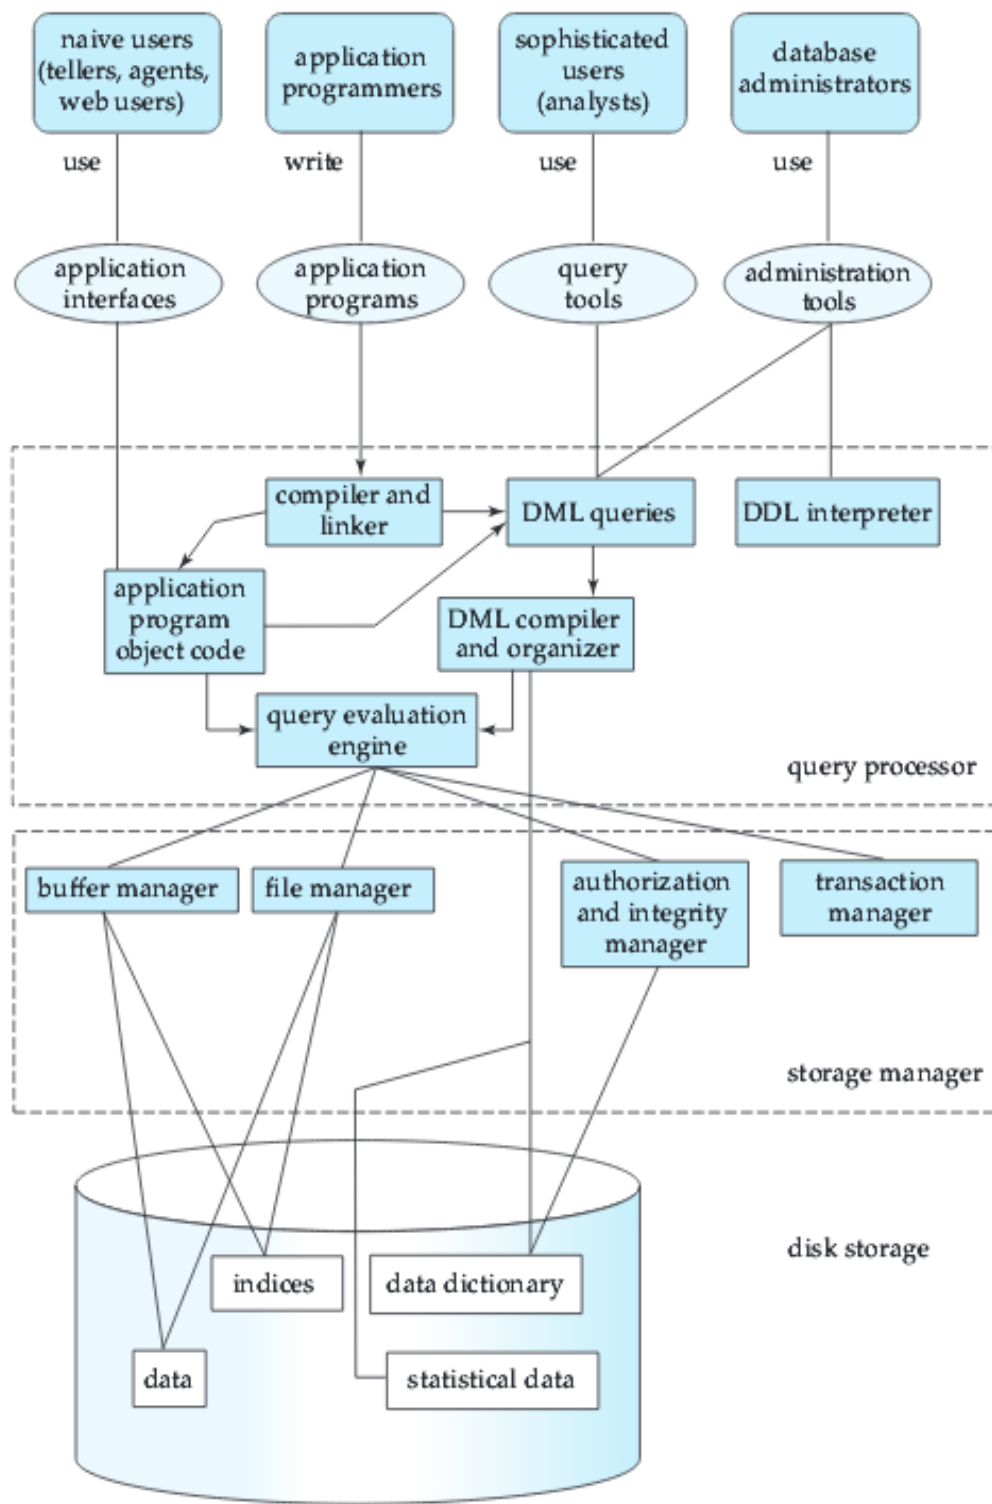 naive users
(tellers, agents,
web users)
application
programmers
sophisticated
users
(analysts)
database
administrators
use
write
use
use
application
interfaces
application
programs
query
tools
administration
tools
compiler and
linker
DML queries
DDL interpreter
application
program
object code
DML compiler
and organizer
query evaluation
engine
query processor
buffer manager
file manager
authorization
and integrity
manager
transaction
manager
storage manager
disk storage
indices
data dictionary
data
statistical data